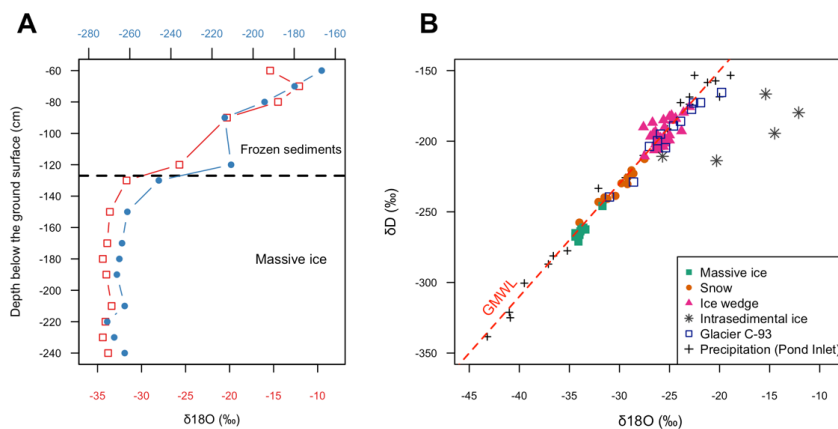 A
-280 -260 -240 -220 -200 -180 -160
-60
-80
-100
-120
-140
-160
-180
-200
-220
-240
Depth below the ground surface (cm)
Frozen sediments
Massive ice
-35 -30 -25 -20 -15 -10
δ18O (‰)
B
-150
-200
-250
-300
-350
δD (‰)
GMWL
Massive ice
Snow
Ice wedge
Intrasedimental ice
Glacier C-93
Precipitation (Pond Inlet)
-45 -40 -35 -30 -25 -20 -15 -10
δ18O (‰)